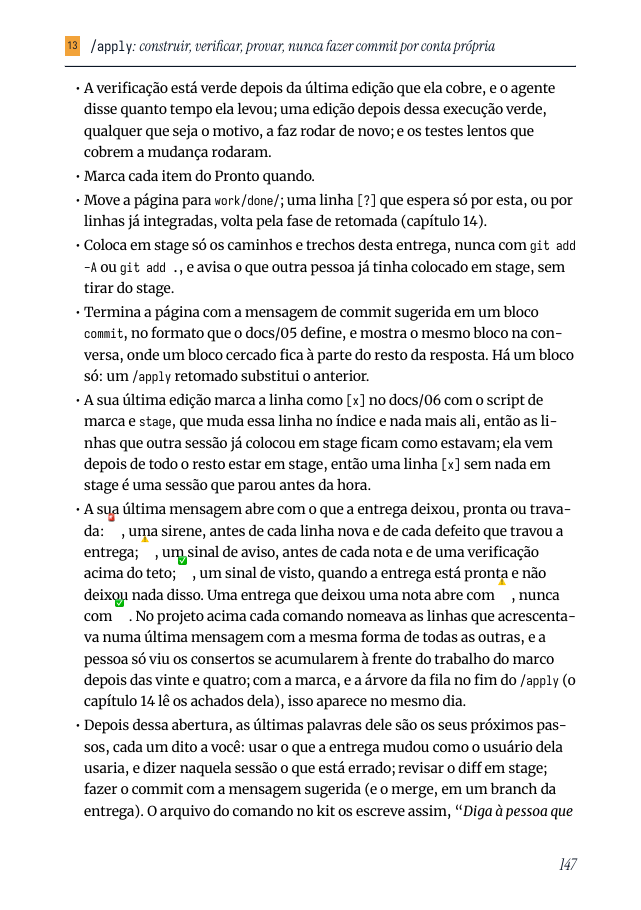 13 /apply: construir, verificar, provar, nunca fazer commit por conta própria
• A verificação está verde depois da última edição que ela cobre, e o agente
disse quanto tempo ela levou; uma edição depois dessa execução verde,
qualquer que seja o motivo, a faz rodar de novo; e os testes lentos que
cobrem a mudança rodaram.
• Marca cada item do Pronto quando.
• Move a página para work/done/; uma linha [?] que espera só por esta, ou por
linhas já integradas, volta pela fase de retomada (capítulo 14).
• Coloca em stage só os caminhos e trechos desta entrega, nunca com git add
-A ou git add ., e avisa o que outra pessoa já tinha colocado em stage, sem
tirar do stage.
• Termina a página com a mensagem de commit sugerida em um bloco
commit, no formato que o docs/05 define, e mostra o mesmo bloco na con-
versa, onde um bloco cercado fica à parte do resto da resposta. Há um bloco
só: um /apply retomado substitui o anterior.
• A sua última edição marca a linha como [x] no docs/06 com o script de
marca e stage, que muda essa linha no índice e nada mais ali, então as li-
nhas que outra sessão já colocou em stage ficam como estavam; ela vem
depois de todo o resto estar em stage, então uma linha [x] sem nada em
stage é uma sessão que parou antes da hora.
• A sua última mensagem abre com o que a entrega deixou, pronta ou trava-
da: 🚨, uma sirene, antes de cada linha nova e de cada defeito que travou a
entrega; ⚠️, um sinal de aviso, antes de cada nota e de uma verificação
acima do teto; ✅, um sinal de visto, quando a entrega está pronta e não
deixou nada disso. Uma entrega que deixou uma nota abre com ⚠️, nunca
com ✅. No projeto acima cada comando nomeava as linhas que acrescenta-
va numa última mensagem com a mesma forma de todas as outras, e a
pessoa só viu os consertos se acumularem à frente do trabalho do marco
depois das vinte e quatro; com a marca, e a árvore da fila no fim do /apply (o
capítulo 14 lê os achados dela), isso aparece no mesmo dia.
• Depois dessa abertura, as últimas palavras dele são os seus próximos pas-
sos, cada um dito a você: usar o que a entrega mudou como o usuário dela
usaria, e dizer naquela sessão o que está errado; revisar o diff em stage;
fazer o commit com a mensagem sugerida (e o merge, em um branch da
entrega). O arquivo do comando no kit os escreve assim, “Diga à pessoa que
147